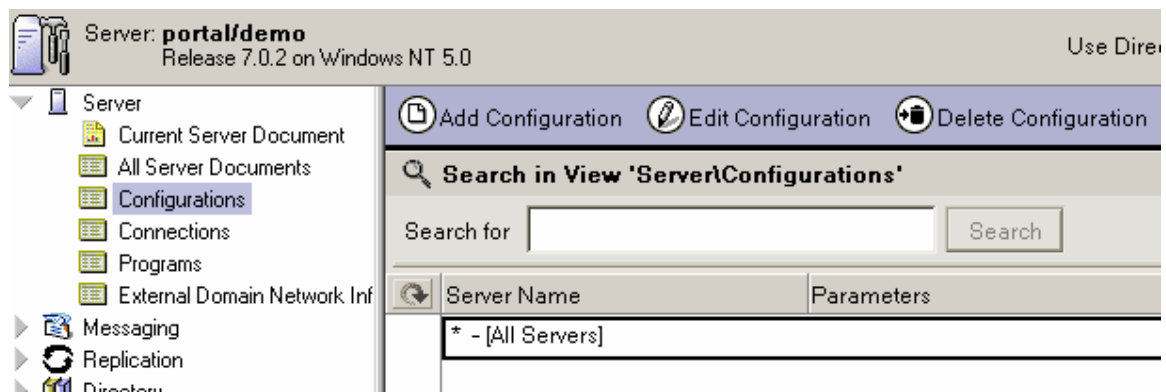 Server: portal/demo
Release 7.0.2 on Windows NT 5.0
Use Dire
Server
Current Server Document
All Server Documents
Configurations
Connections
Programs
External Domain Network Inf
Messaging
Replication
Directory
Add Configuration Edit Configuration Delete Configuration
Search in View 'Server\Configurations'
Search for Search
Server Name Parameters
* - [All Servers]